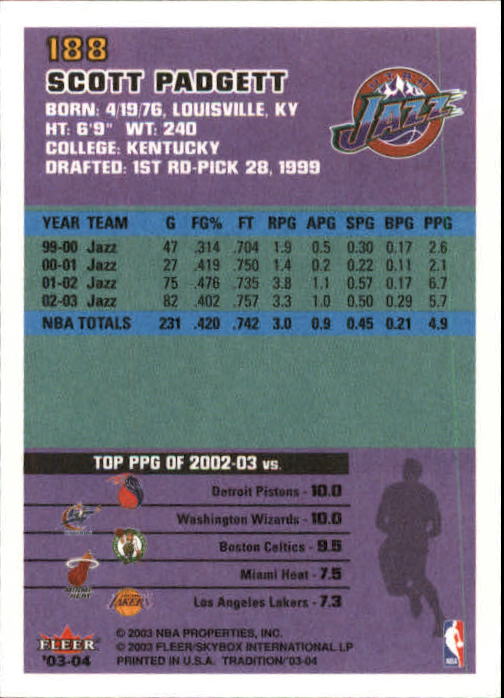 188
SCOTT PADGETT
BORN: 4/19/76, LOUISVILLE, KY
HT: 6'9" WT: 240
COLLEGE: KENTUCKY
DRAFTED: 1ST RD-PICK 28, 1999
UTAH
JAZZ
YEAR TEAM G FG% FT RPG APG SPG BPG PPG
99-00 Jazz 47 .314 .704 1.9 0.5 0.30 0.17 2.6
00-01 Jazz 27 .419 .750 1.4 0.2 0.22 0.11 2.1
01-02 Jazz 75 .476 .735 3.8 1.1 0.57 0.17 6.7
02-03 Jazz 82 .402 .757 3.3 1.0 0.50 0.29 5.7
NBA TOTALS 231 .420 .742 3.0 0.9 0.45 0.21 4.9
TOP PPG OF 2002-03 vs.
Detroit Pistons - 10.0
Washington Wizards - 10.0
Boston Celtics - 9.5
Miami Heat - 7.5
MIAMI HEAT
Los Angeles Lakers - 7.3
LAKERS
FLEER
'03-04
© 2003 NBA PROPERTIES, INC.
© 2003 FLEER/SKYBOX INTERNATIONAL LP
PRINTED IN U.S.A. TRADITION/'03-04
NBA